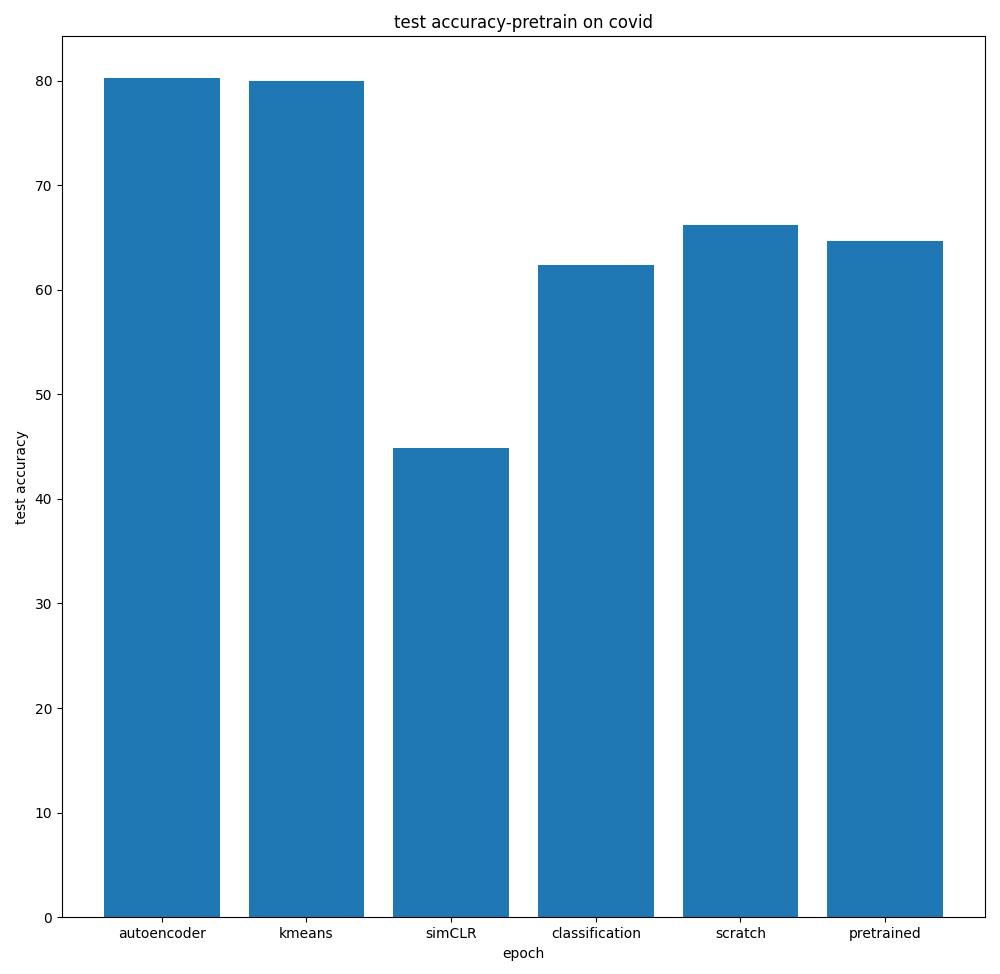 test accuracy-pretrain on covid
test accuracy
80
70
60
50
40
30
20
10
0
autoencoder kmeans simCLR classification scratch pretrained
epoch